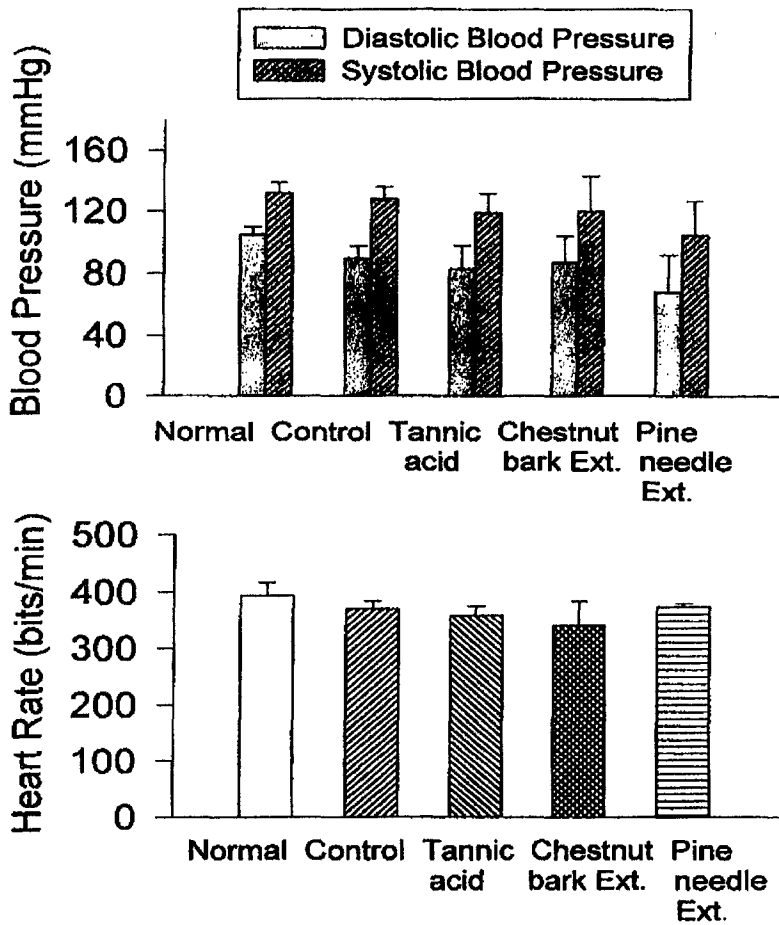 Diastolic Blood Pressure
Systolic Blood Pressure
Blood Pressure (mmHg)
160
120
80
40
0
Normal Control Tannic Chestnut Pine
acid bark Ext. needle
Ext.
Heart Rate (bits/min)
500
400
300
200
100
0
Normal Control Tannic Chestnut Pine
acid bark Ext. needle
Ext.